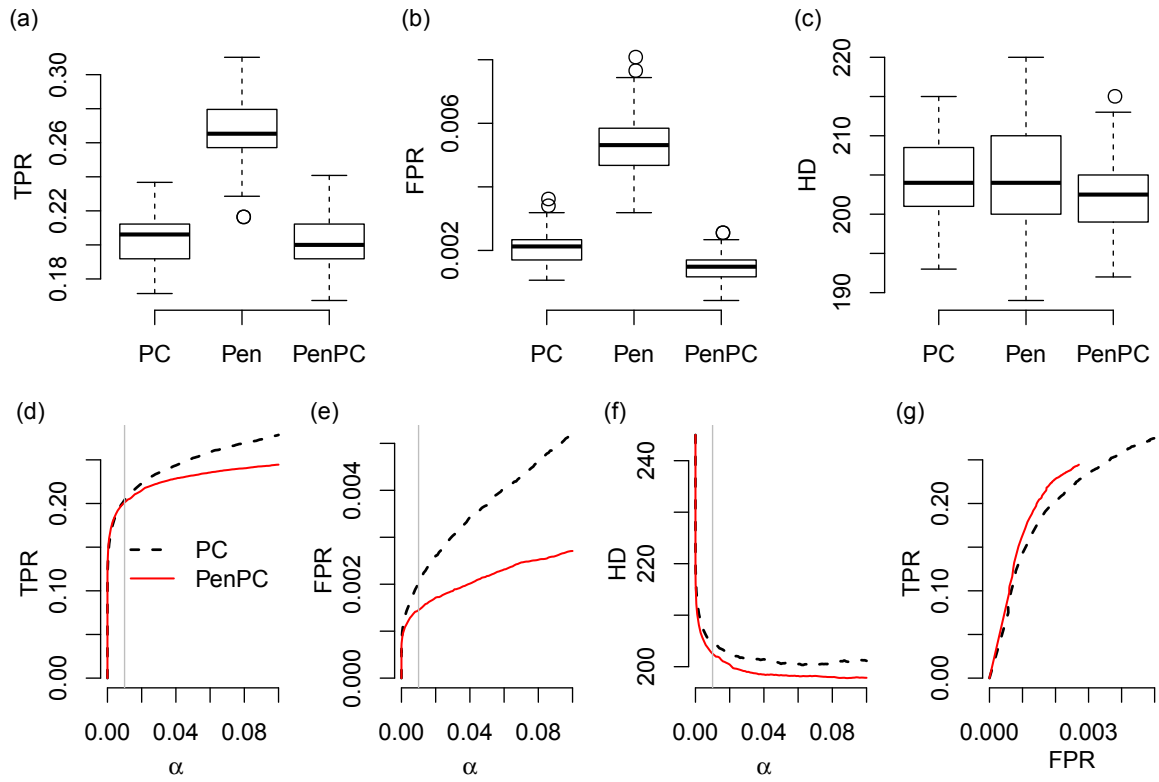 (a)
TPR
0.18 0.22 0.26 0.30
PC Pen PenPC
(b)
FPR
0.002 0.006
PC Pen PenPC
(c)
HD
190 200 210 220
PC Pen PenPC
(d)
TPR
0.00 0.10 0.20
PC
PenPC
0.00 0.04 0.08
α
(e)
FPR
0.000 0.002 0.004
0.00 0.04 0.08
α
(f)
HD
200 220 240
0.00 0.04 0.08
α
(g)
TPR
0.00 0.10 0.20
0.000 0.003
FPR